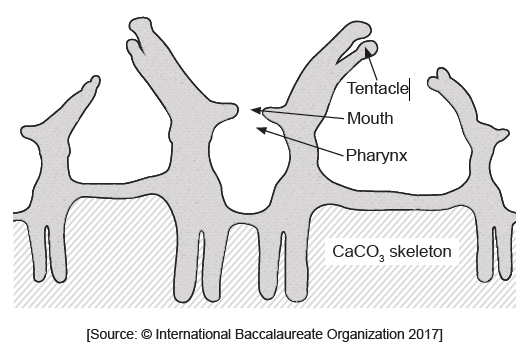 Tentacle
Mouth
Pharynx
CaCO₃ skeleton
[Source: © International Baccalaureate Organization 2017]